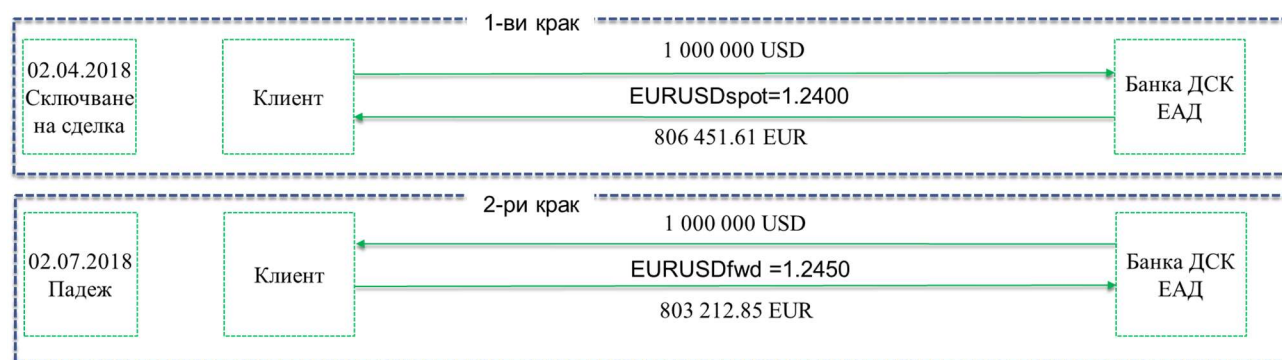 1-ви крак
02.04.2018
Сключване
на сделка
Клиент
1 000 000 USD
EURUSDspot=1.2400
806 451.61 EUR
Банка ДСК
ЕАД
2-ри крак
02.07.2018
Падеж
Клиент
1 000 000 USD
EURUSDfwd =1.2450
803 212.85 EUR
Банка ДСК
ЕАД